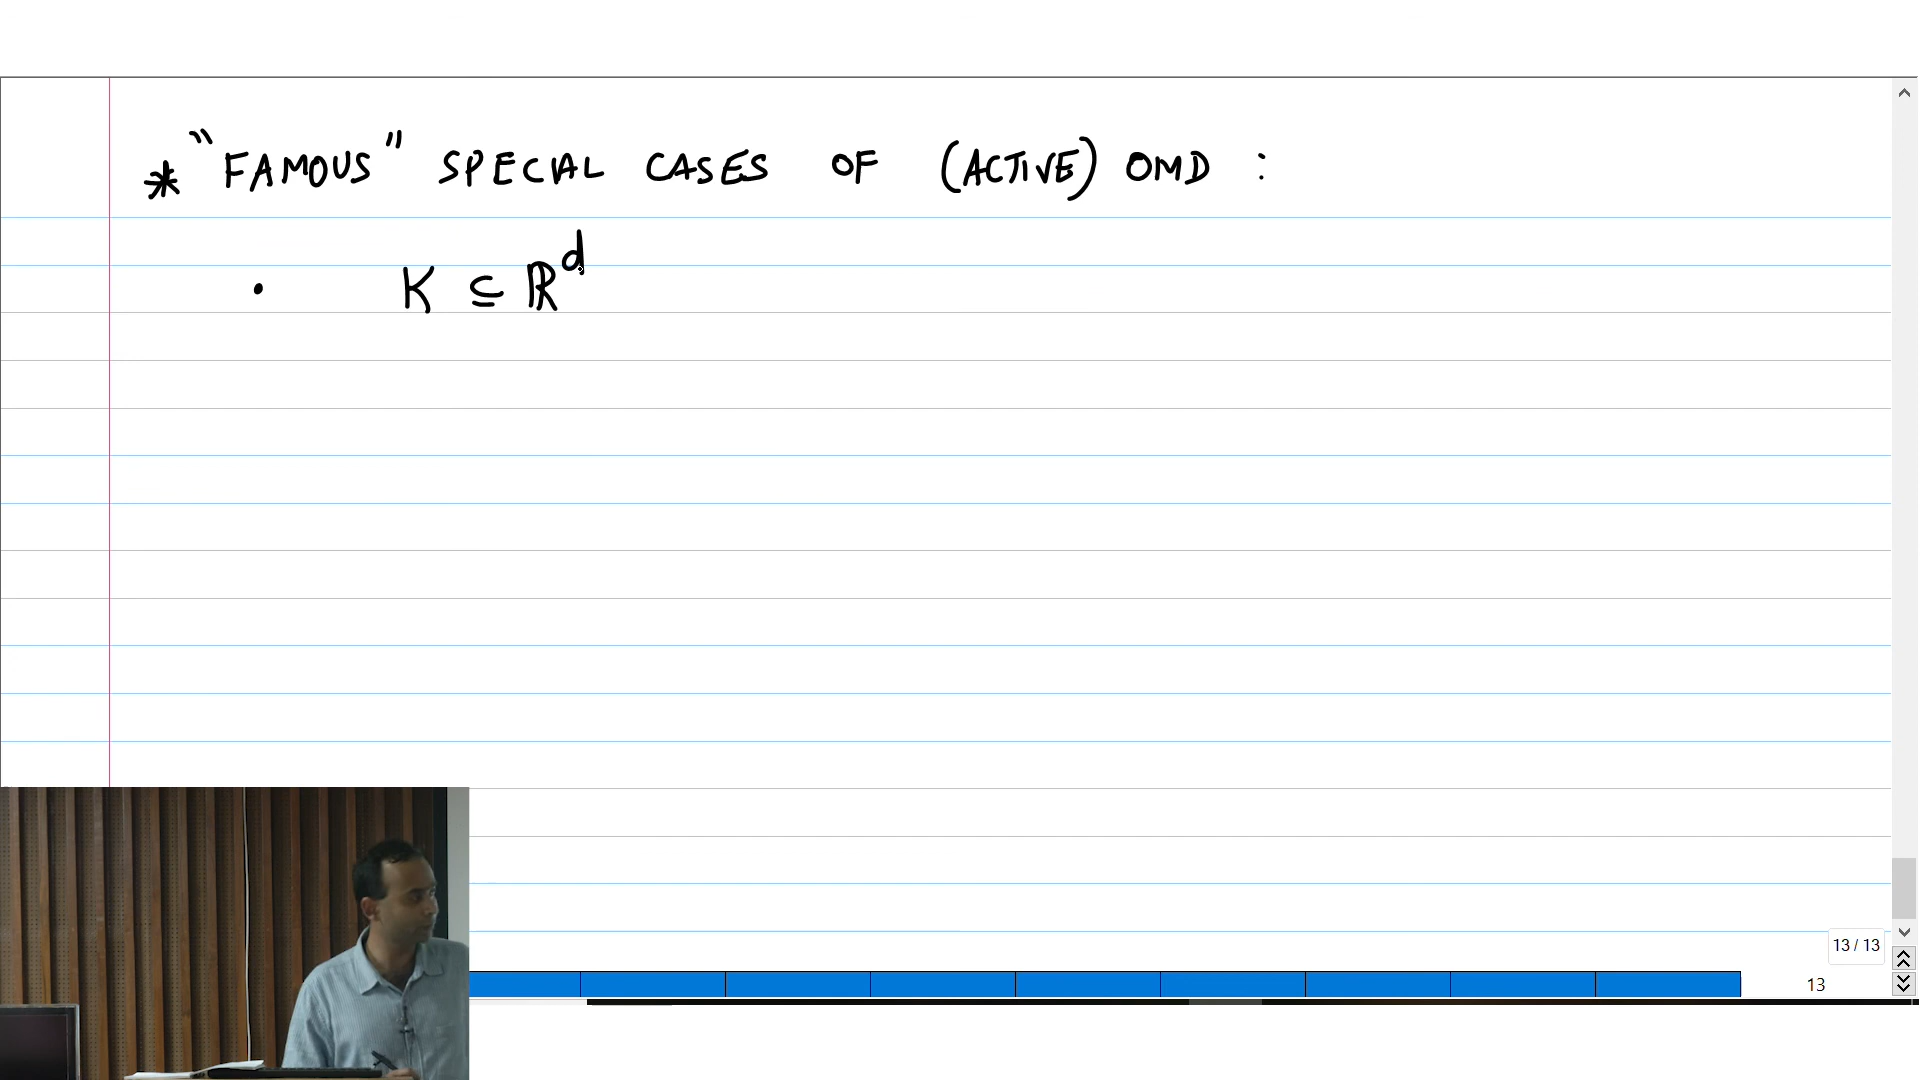 * "FAMOUS" SPECIAL CASES OF (ACTIVE) OMD :
• K ⊆ ℝ^d
13 / 13
13